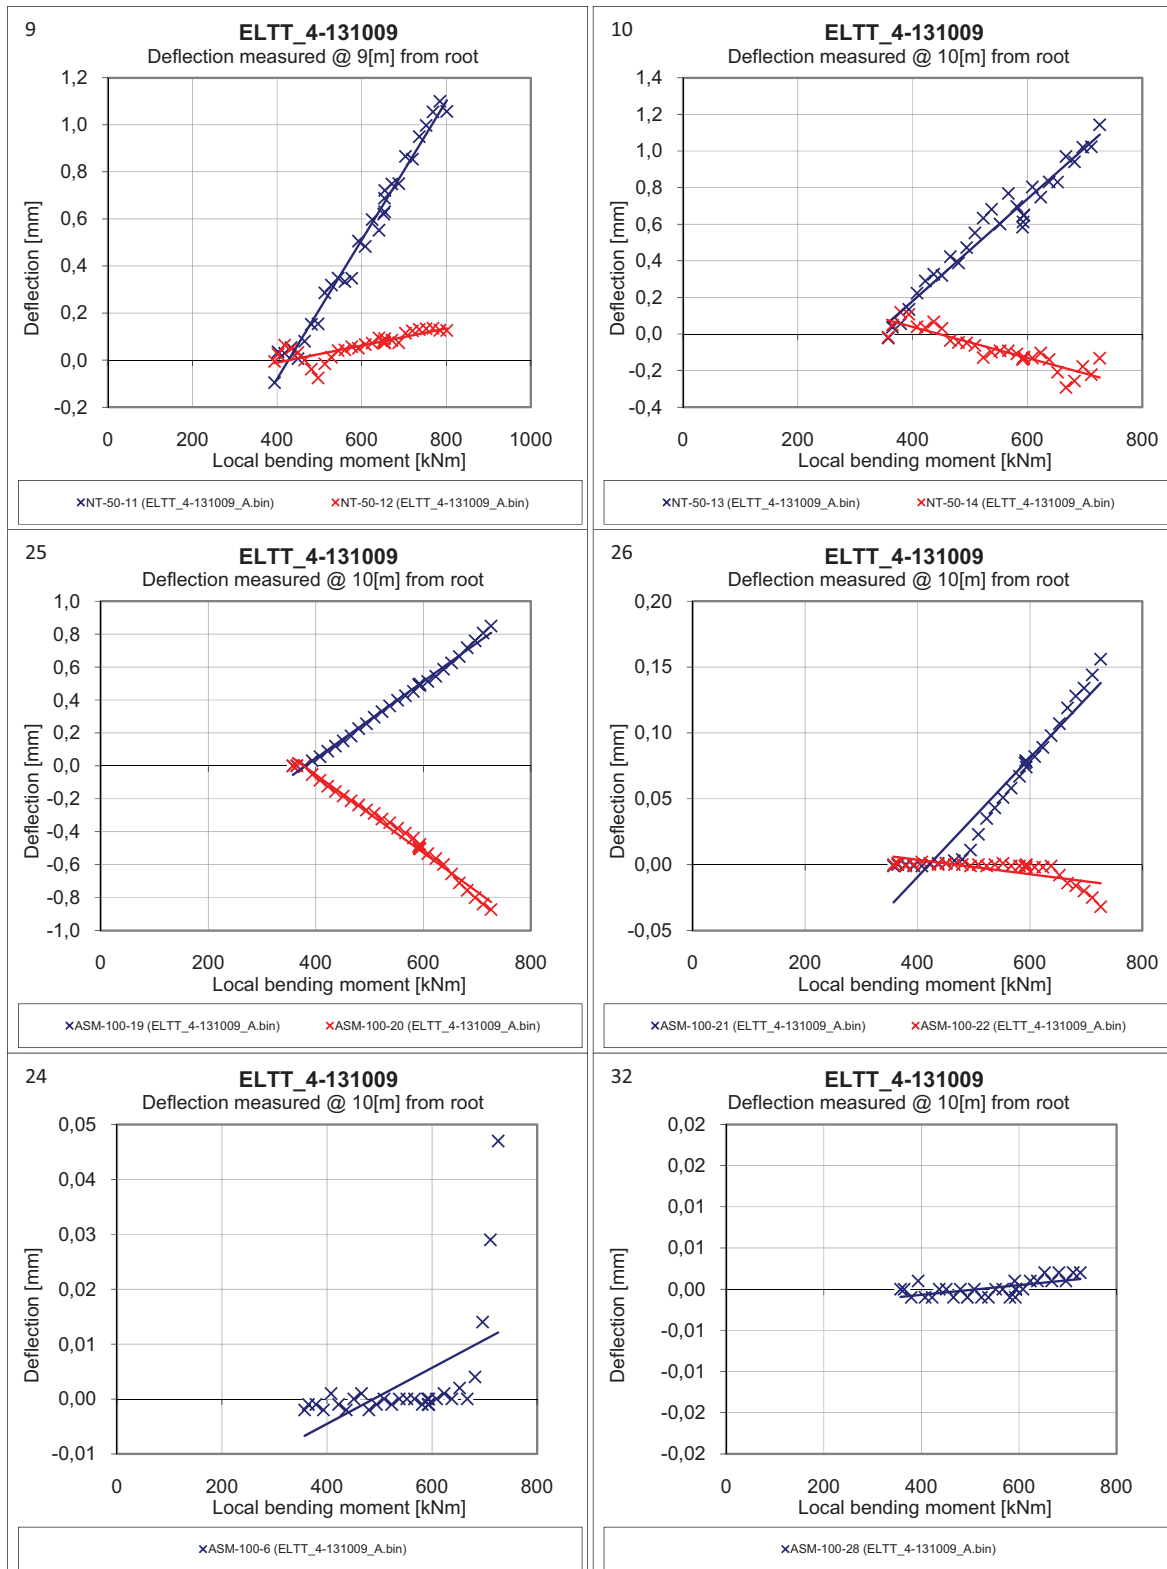 9
ELTT_4-131009
Deflection measured @ 9[m] from root
1,2
1,0
0,8
0,6
0,4
0,2
0,0
-0,2
Deflection [mm]
0 200 400 600 800 1000
Local bending moment [kNm]
NT-50-11 (ELTT_4-131009_A.bin) NT-50-12 (ELTT_4-131009_A.bin)
10
ELTT_4-131009
Deflection measured @ 10[m] from root
1,4
1,2
1,0
0,8
0,6
0,4
0,2
0,0
-0,2
-0,4
Deflection [mm]
0 200 400 600 800
Local bending moment [kNm]
NT-50-13 (ELTT_4-131009_A.bin) NT-50-14 (ELTT_4-131009_A.bin)
25
ELTT_4-131009
Deflection measured @ 10[m] from root
1,0
0,8
0,6
0,4
0,2
0,0
-0,2
-0,4
-0,6
-0,8
-1,0
Deflection [mm]
0 200 400 600 800
Local bending moment [kNm]
ASM-100-19 (ELTT_4-131009_A.bin) ASM-100-20 (ELTT_4-131009_A.bin)
26
ELTT_4-131009
Deflection measured @ 10[m] from root
0,20
0,15
0,10
0,05
0,00
-0,05
Deflection [mm]
0 200 400 600 800
Local bending moment [kNm]
ASM-100-21 (ELTT_4-131009_A.bin) ASM-100-22 (ELTT_4-131009_A.bin)
24
ELTT_4-131009
Deflection measured @ 10[m] from root
0,05
0,04
0,03
0,02
0,01
0,00
-0,01
Deflection [mm]
0 200 400 600 800
Local bending moment [kNm]
ASM-100-6 (ELTT_4-131009_A.bin)
32
ELTT_4-131009
Deflection measured @ 10[m] from root
0,02
0,02
0,01
0,01
0,00
-0,01
-0,01
-0,02
-0,02
Deflection [mm]
0 200 400 600 800
Local bending moment [kNm]
ASM-100-28 (ELTT_4-131009_A.bin)